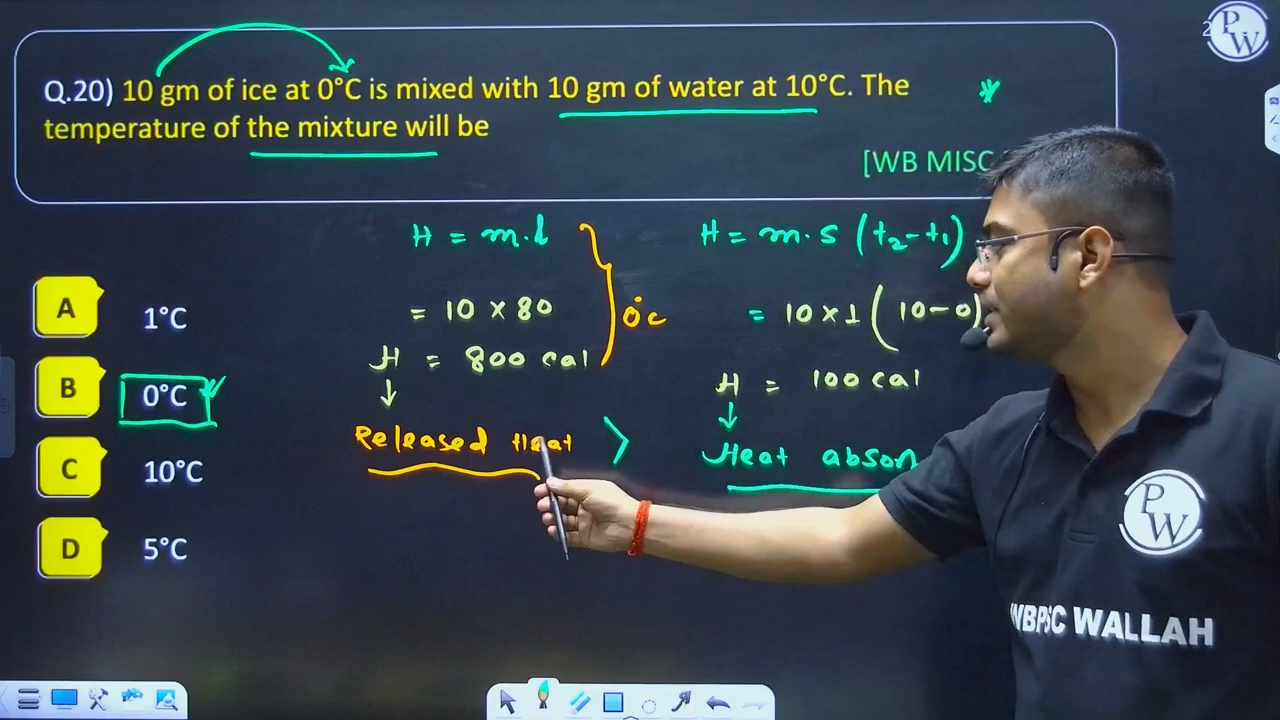 Q.20) 10 gm of ice at 0°C is mixed with 10 gm of water at 10°C. The
temperature of the mixture will be
[WB MISC
H = m.l
= 10 × 80
H = 800 cal
Released Heat
0°c
>
H = m.s (t₂-t₁)
= 10×1 (10-0)
H = 100 cal
Heat absor
A 1°C
B 0°C
C 10°C
D 5°C
PW
PW
WBPSC WALLAH